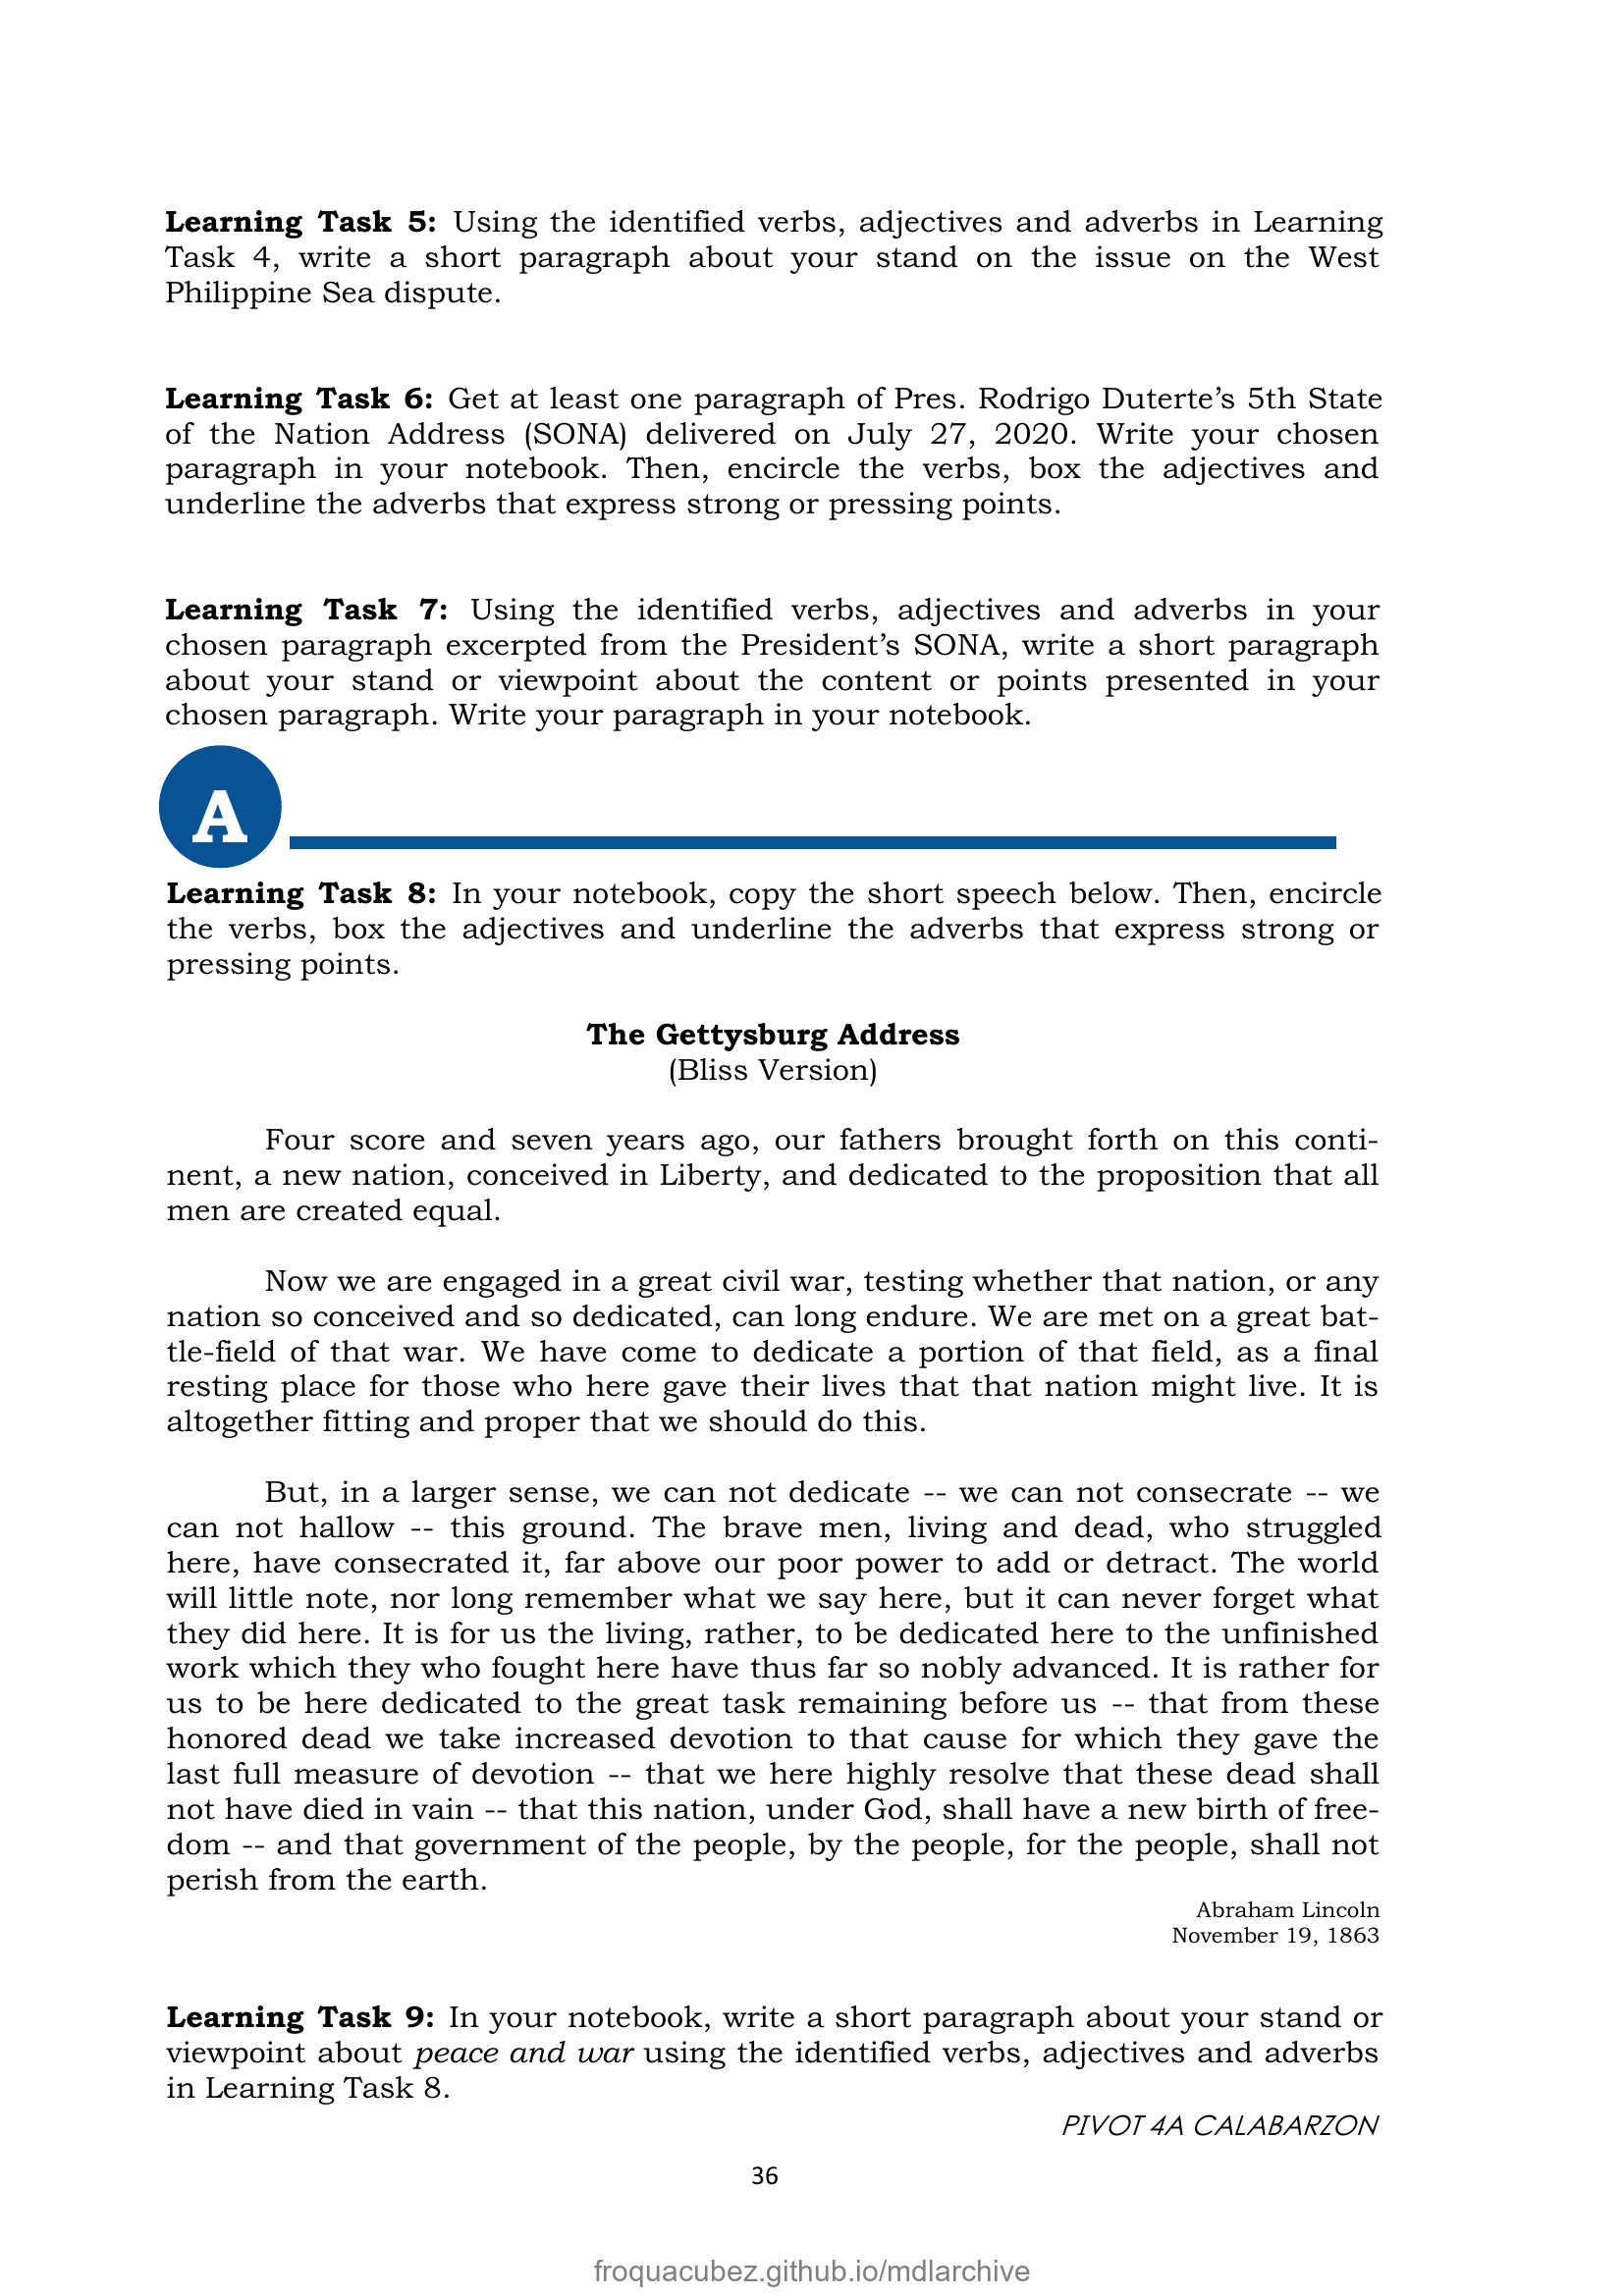 Learning Task 5: Using the identified verbs, adjectives and adverbs in Learning
Task 4, write a short paragraph about your stand on the issue on the West
Philippine Sea dispute.
Learning Task 6: Get at least one paragraph of Pres. Rodrigo Duterte’s 5th State
of the Nation Address (SONA) delivered on July 27, 2020. Write your chosen
paragraph in your notebook. Then, encircle the verbs, box the adjectives and
underline the adverbs that express strong or pressing points.
Learning Task 7: Using the identified verbs, adjectives and adverbs in your
chosen paragraph excerpted from the President’s SONA, write a short paragraph
about your stand or viewpoint about the content or points presented in your
chosen paragraph. Write your paragraph in your notebook.
A
Learning Task 8: In your notebook, copy the short speech below. Then, encircle
the verbs, box the adjectives and underline the adverbs that express strong or
pressing points.
The Gettysburg Address
(Bliss Version)
Four score and seven years ago, our fathers brought forth on this conti-
nent, a new nation, conceived in Liberty, and dedicated to the proposition that all
men are created equal.
Now we are engaged in a great civil war, testing whether that nation, or any
nation so conceived and so dedicated, can long endure. We are met on a great bat-
tle-field of that war. We have come to dedicate a portion of that field, as a final
resting place for those who here gave their lives that that nation might live. It is
altogether fitting and proper that we should do this.
But, in a larger sense, we can not dedicate -- we can not consecrate -- we
can not hallow -- this ground. The brave men, living and dead, who struggled
here, have consecrated it, far above our poor power to add or detract. The world
will little note, nor long remember what we say here, but it can never forget what
they did here. It is for us the living, rather, to be dedicated here to the unfinished
work which they who fought here have thus far so nobly advanced. It is rather for
us to be here dedicated to the great task remaining before us -- that from these
honored dead we take increased devotion to that cause for which they gave the
last full measure of devotion -- that we here highly resolve that these dead shall
not have died in vain -- that this nation, under God, shall have a new birth of free-
dom -- and that government of the people, by the people, for the people, shall not
perish from the earth.
Abraham Lincoln
November 19, 1863
Learning Task 9: In your notebook, write a short paragraph about your stand or
viewpoint about peace and war using the identified verbs, adjectives and adverbs
in Learning Task 8.
PIVOT 4A CALABARZON
36
froquacubez.github.io/mdlarchive